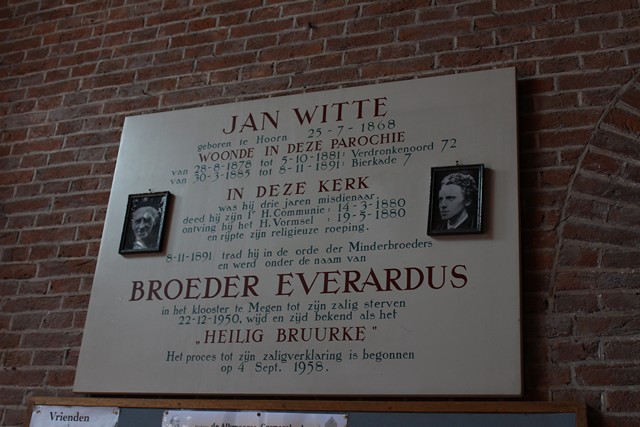 JAN WITTE
geboren te Hoorn 25-7-1868
WOONDE IN DEZE PAROCHIE
van 28-8-1878 tot 5-10-1881: Verdronkenoord 72
van 30-3-1885 tot 8-11-1891: Bierkade 7
IN DEZE KERK
was hij drie jaren misdienaar,
deed hij zijn 1e H. Communie: 14-3-1880
ontving hij het H. Vormsel: 19-5-1880
en rijpte zijn religieuze roeping.
8-11-1891 trad hij in de orde der Minderbroeders
en werd onder de naam van
BROEDER EVERARDUS
in het klooster te Megen tot zijn zalig sterven
22-12-1950, wijd en zijd bekend als het
„HEILIG BRUURKE"
Het proces tot zijn zaligverklaring is begonnen
op 4 Sept. 1958.
Vrienden